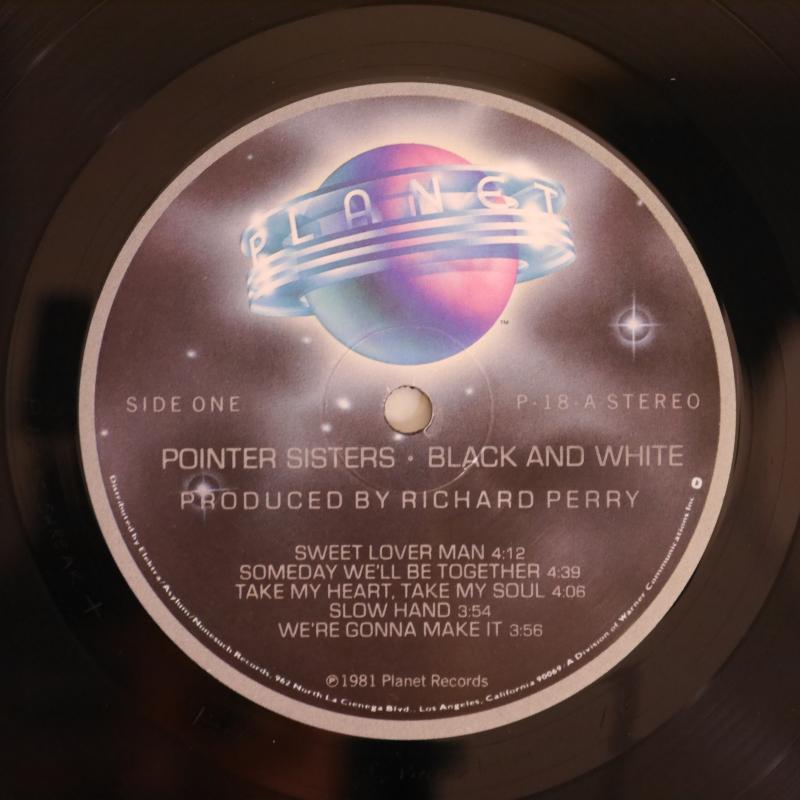 PLANET
™
SIDE ONE
P-18-A STEREO
POINTER SISTERS • BLACK AND WHITE
PRODUCED BY RICHARD PERRY
SWEET LOVER MAN 4:12
SOMEDAY WE'LL BE TOGETHER 4:39
TAKE MY HEART, TAKE MY SOUL 4:06
SLOW HAND 3:54
WE'RE GONNA MAKE IT 3:56
℗1981 Planet Records
Distributed by Elektra/Asylum/Nonesuch Records, 962 North La Cienega Blvd., Los Angeles, California 90069. A Division of Warner Communications Inc.